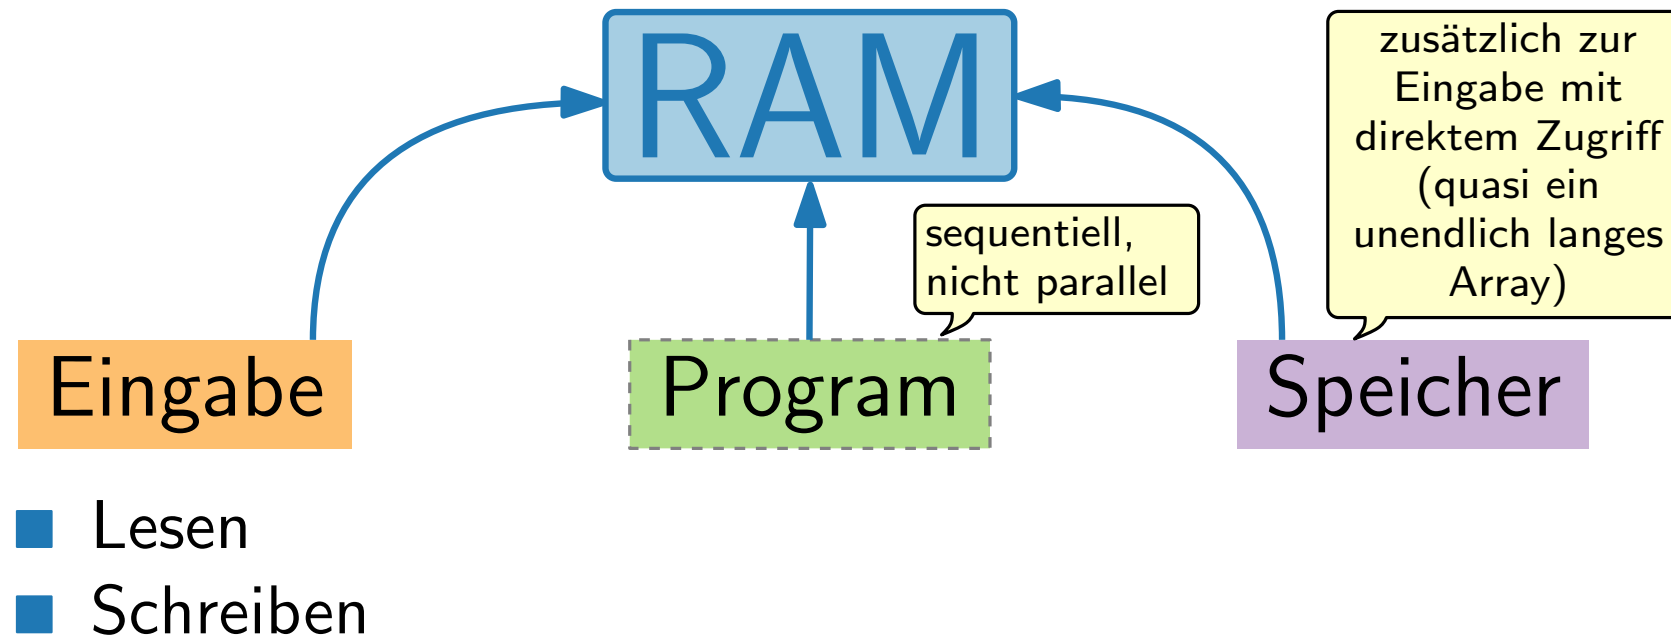 RAM
zusätzlich zur
Eingabe mit
direktem Zugriff
(quasi ein
unendlich langes
Array)
sequentiell,
nicht parallel
Eingabe
Program
Speicher
Lesen
Schreiben